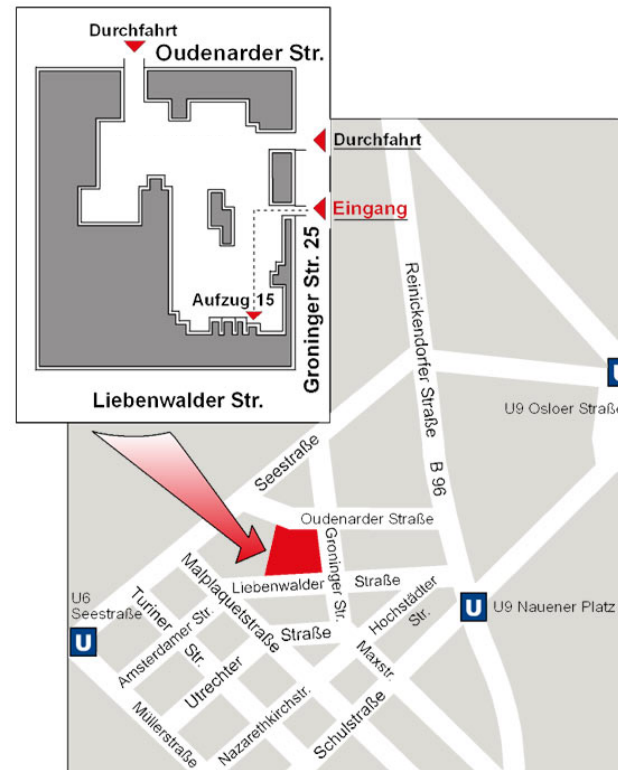 Durchfahrt
Oudenarder Str.
Durchfahrt
Eingang
Groninger Str. 25
Aufzug 15
Liebenwalder Str.
Reinickendorfer Straße
B 96
U
U9 Osloer Straße
Seestraße
Oudenarder Straße
Groninger Str.
Liebenwalder Straße
Malplaquetstraße
U6
Seestraße
U
Turiner
Str.
Amsterdamer Str.
Utrechter Straße
Hochstädter
Str.
U
U9 Nauener Platz
Maxstr.
Müllerstraße
Nazarethkirchstr.
Schulstraße